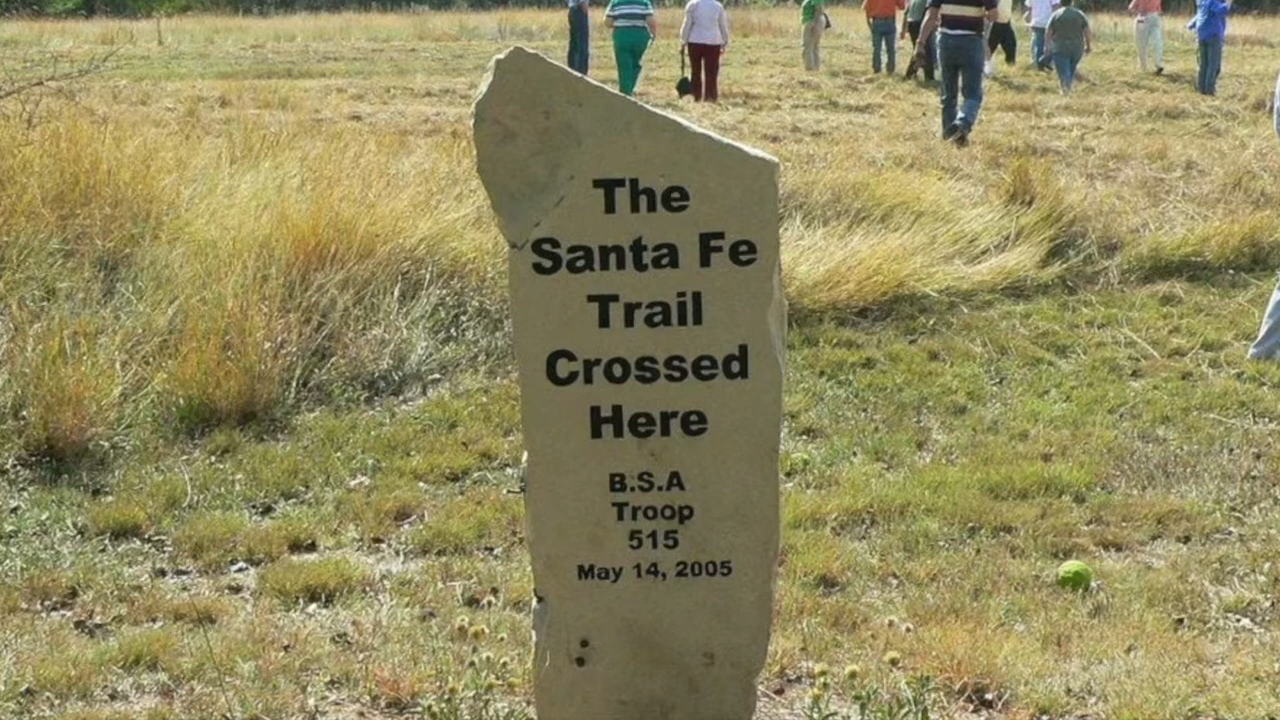 The
Santa Fe
Trail
Crossed
Here
B.S.A
Troop
515
May 14, 2005